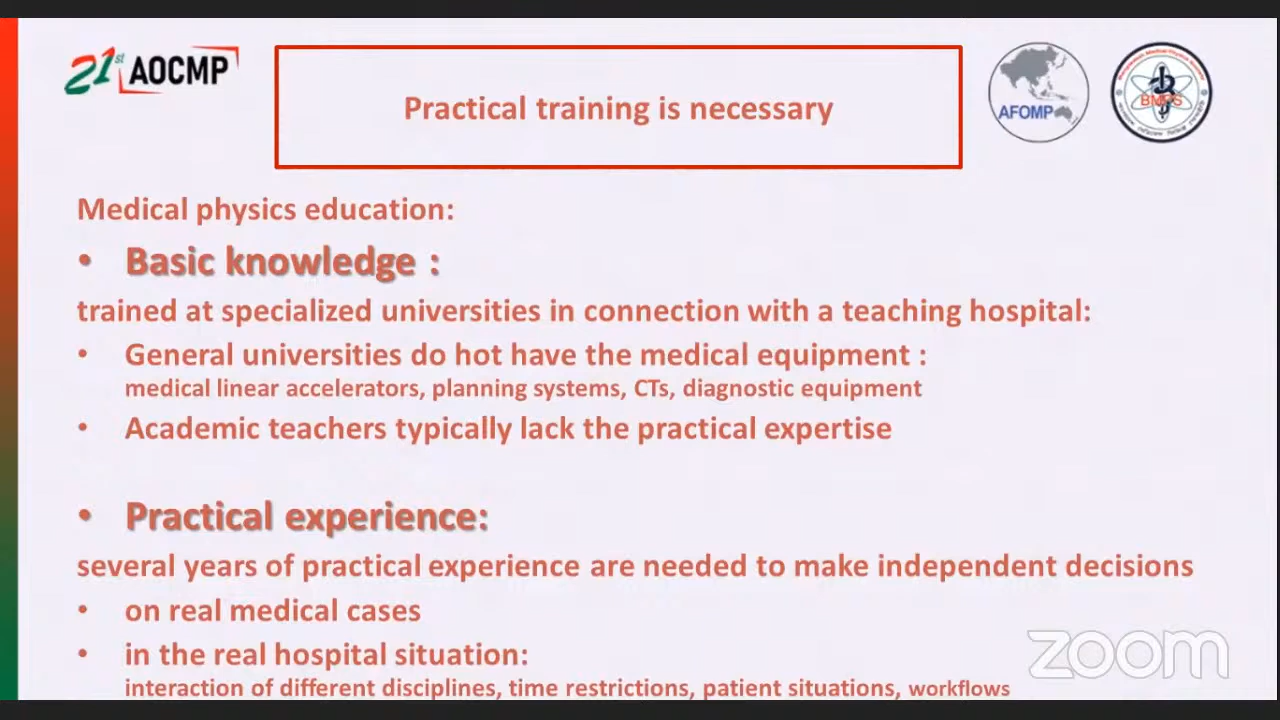 21st AOCMP
Practical training is necessary
AFOMP
BMPS
Medical physics education:
• Basic knowledge :
trained at specialized universities in connection with a teaching hospital:
• General universities do hot have the medical equipment :
medical linear accelerators, planning systems, CTs, diagnostic equipment
• Academic teachers typically lack the practical expertise
• Practical experience:
several years of practical experience are needed to make independent decisions
• on real medical cases
• in the real hospital situation:
interaction of different disciplines, time restrictions, patient situations, workflows
zoom